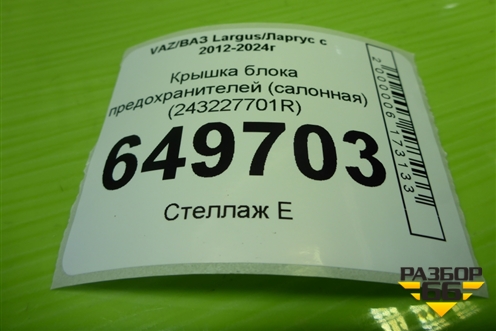 VAZ/ВАЗ Largus/Ларгус с
2012-2024г
Крышка блока
предохранителей (салонная)
(243227701R)
649703
Стеллаж Е
2000006173133
РАЗБОР
66